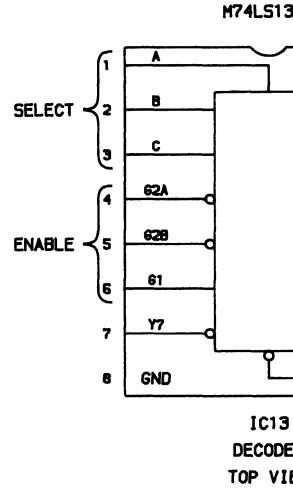 M74LS13
1 A
SELECT 2 B
3 C
4 G2A
ENABLE 5 G2B
6 G1
7 Y7
8 GND
IC13
DECODE
TOP VIE